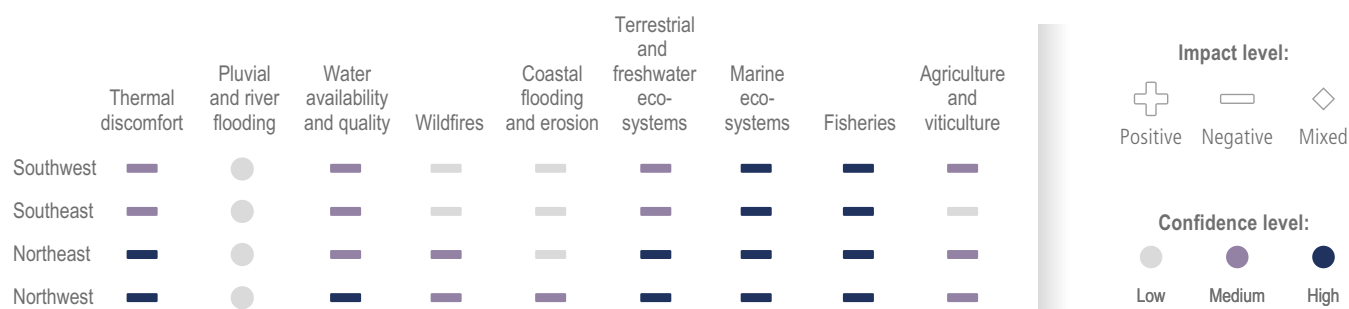 Thermal
discomfort
Pluvial
and river
flooding
Water
availability
and quality
Wildfires
Coastal
flooding
and erosion
Terrestrial
and
freshwater
eco-
systems
Marine
eco-
systems
Fisheries
Agriculture
and
viticulture
Southwest
Southeast
Northeast
Northwest
Impact level:
Positive Negative Mixed
Confidence level:
Low Medium High